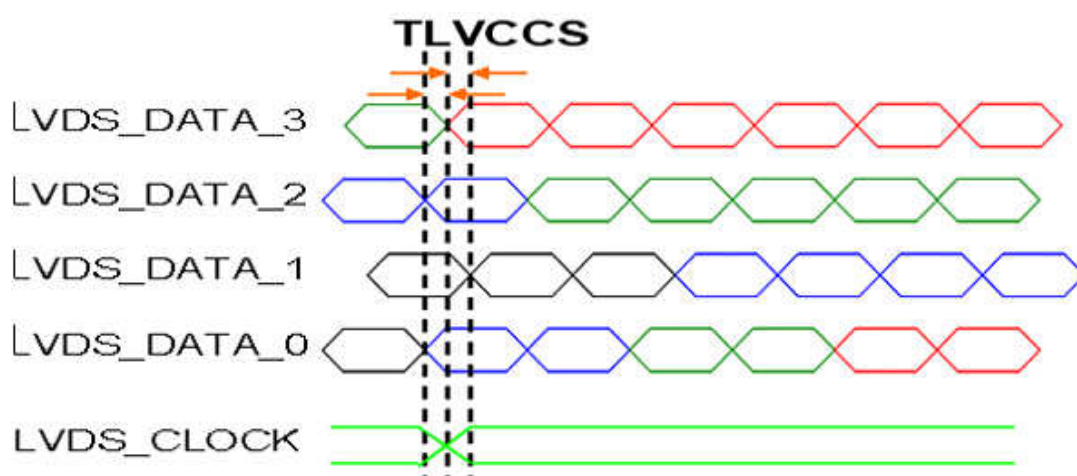 TLVCCS
LVDS_DATA_3
LVDS_DATA_2
LVDS_DATA_1
LVDS_DATA_0
LVDS_CLOCK